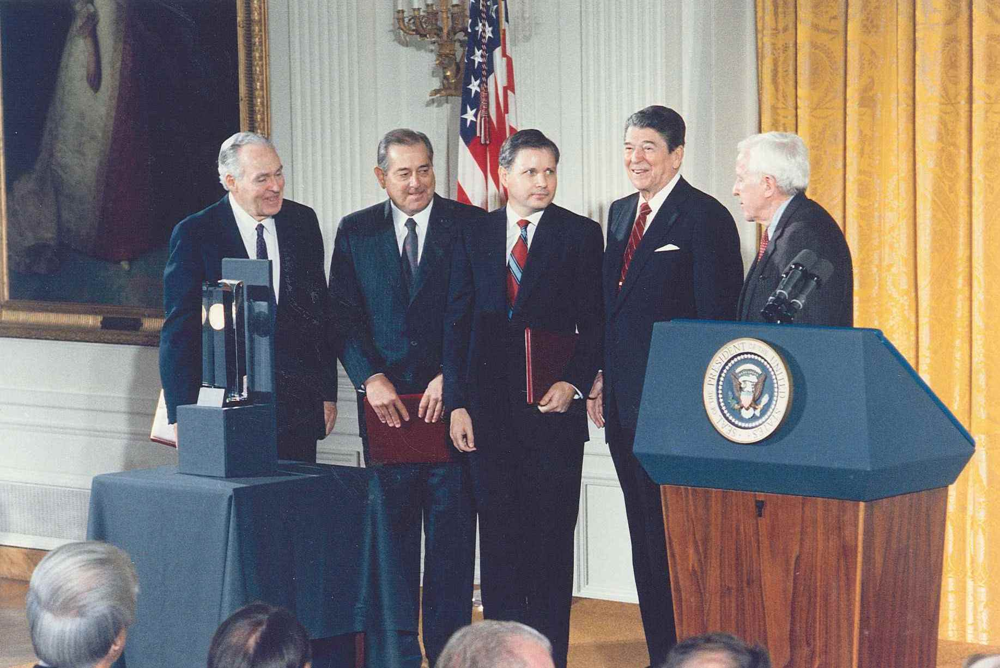 SEAL OF THE PRESIDENT OF THE UNITED STATES